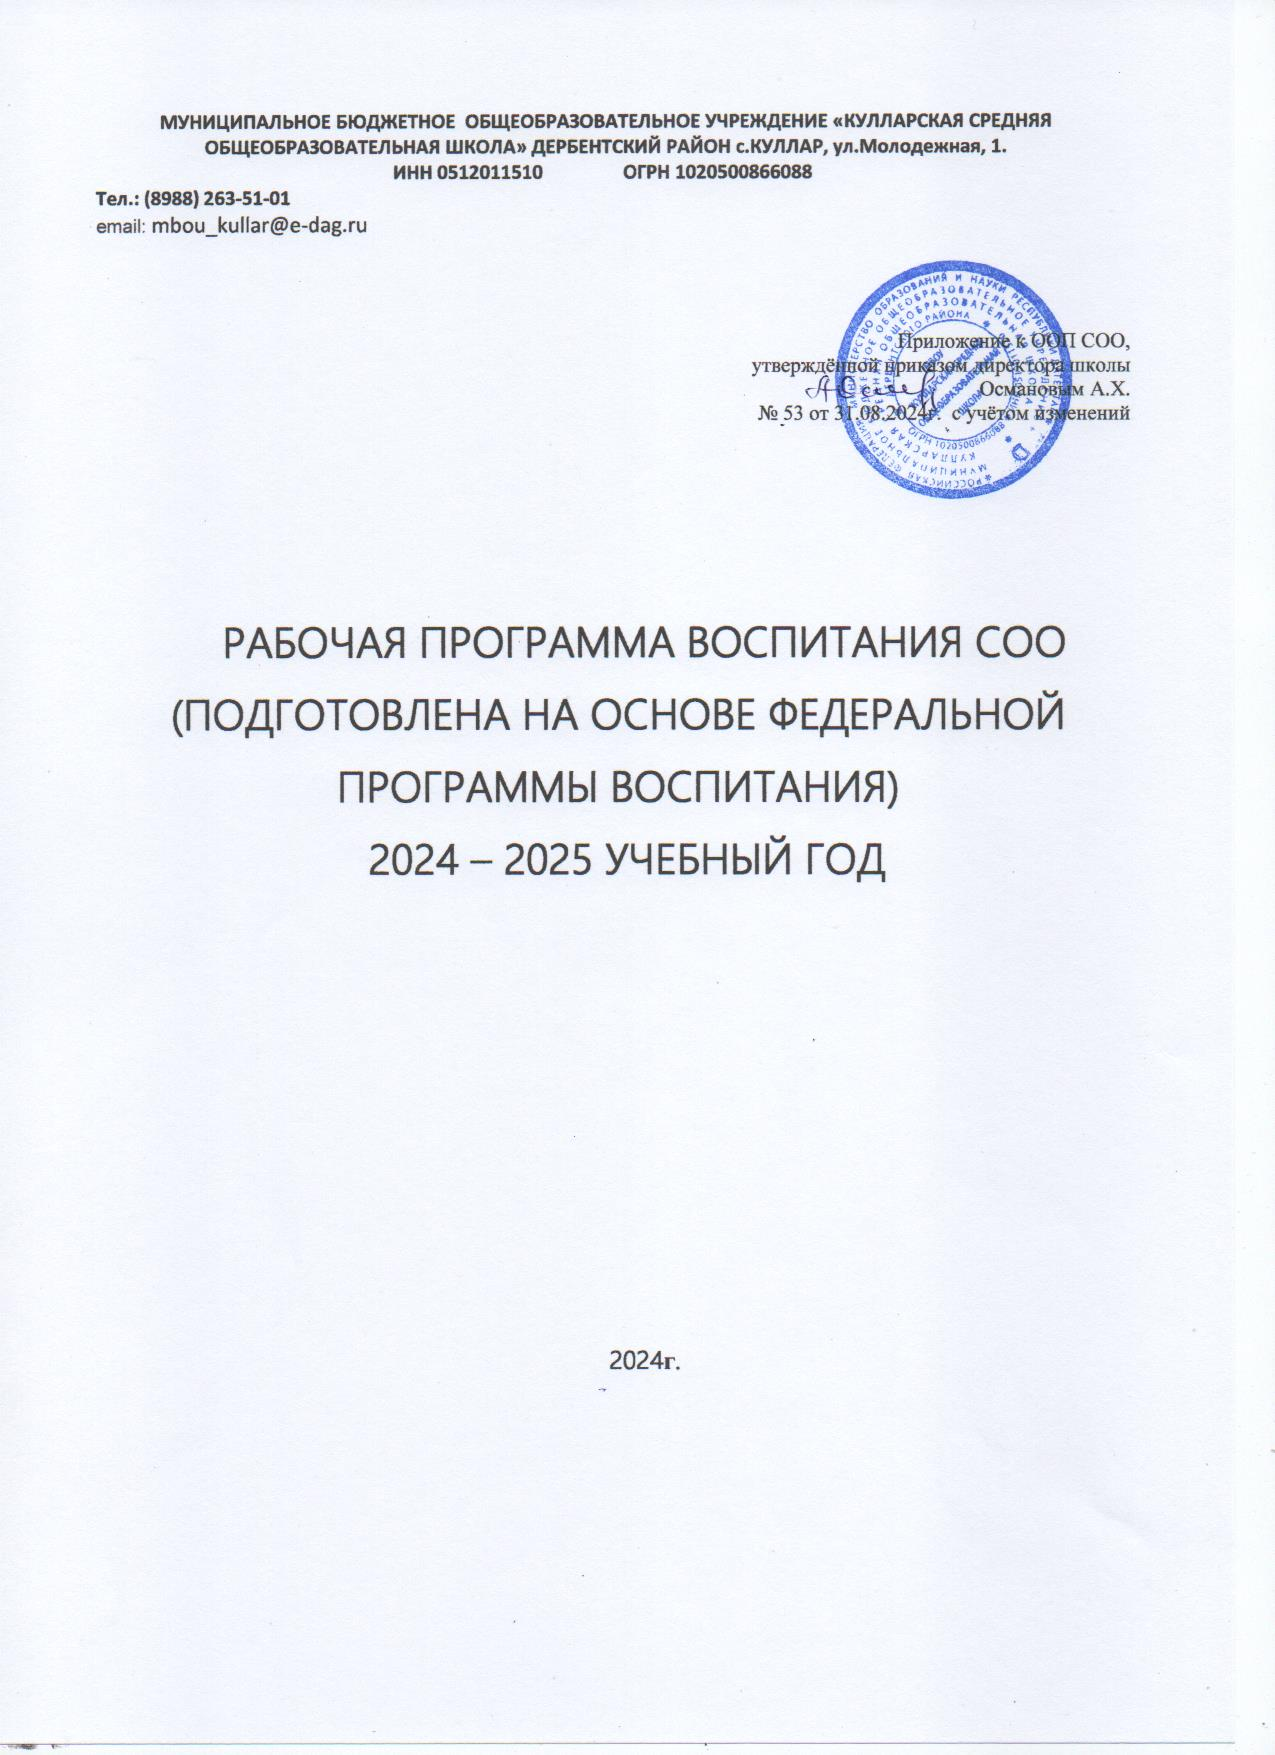 МУНИЦИПАЛЬНОЕ БЮДЖЕТНОЕ ОБЩЕОБРАЗОВАТЕЛЬНОЕ УЧРЕЖДЕНИЕ «КУЛЛАРСКАЯ СРЕДНЯЯ
ОБЩЕОБРАЗОВАТЕЛЬНАЯ ШКОЛА» ДЕРБЕНТСКИЙ РАЙОН с.КУЛЛАР, ул.Молодежная, 1.
ИНН 0512011510 ОГРН 1020500866088
Тел.: (8988) 263-51-01
email: mbou_kullar@e-dag.ru
Приложение к ООП СОО,
утверждённой приказом директора школы
Османовым А.Х.
№ 53 от 31.08.2024г. с учётом изменений
РАБОЧАЯ ПРОГРАММА ВОСПИТАНИЯ СОО
(ПОДГОТОВЛЕНА НА ОСНОВЕ ФЕДЕРАЛЬНОЙ
ПРОГРАММЫ ВОСПИТАНИЯ)
2024 – 2025 УЧЕБНЫЙ ГОД
2024г.